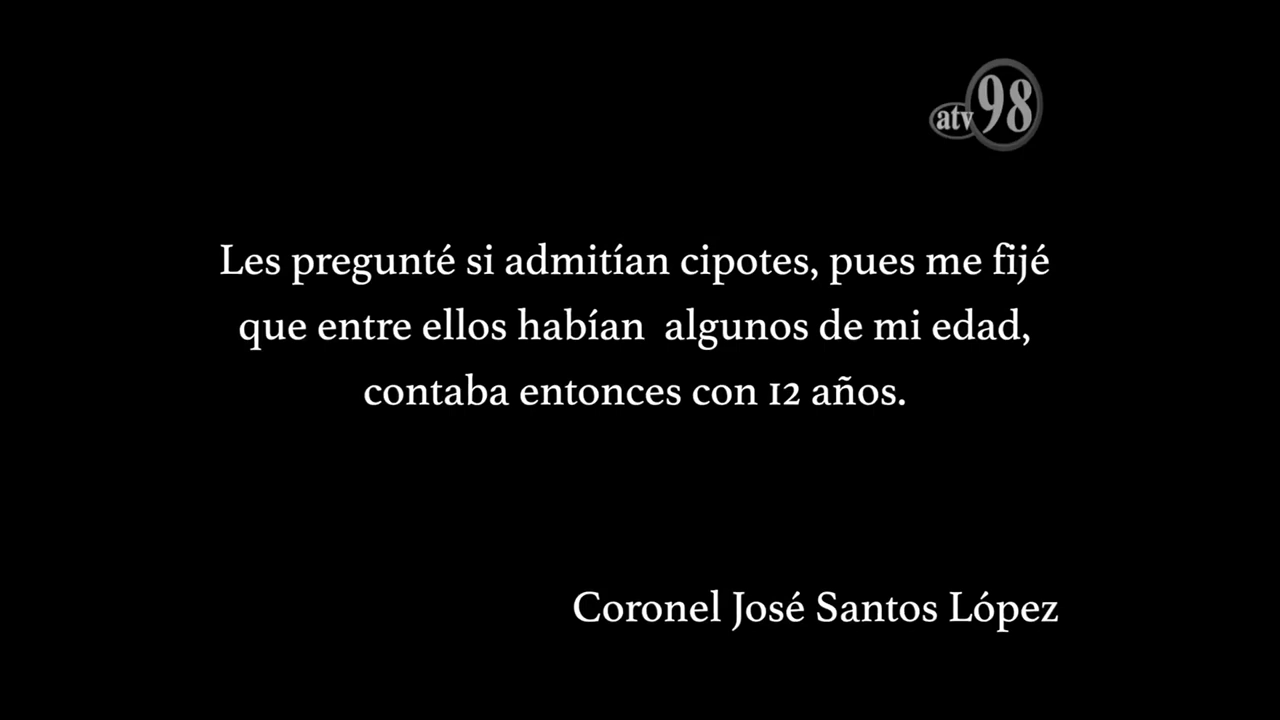 atv 98
Les pregunté si admitían cipotes, pues me fijé
que entre ellos habían  algunos de mi edad,
contaba entonces con 12 años.
Coronel José Santos López